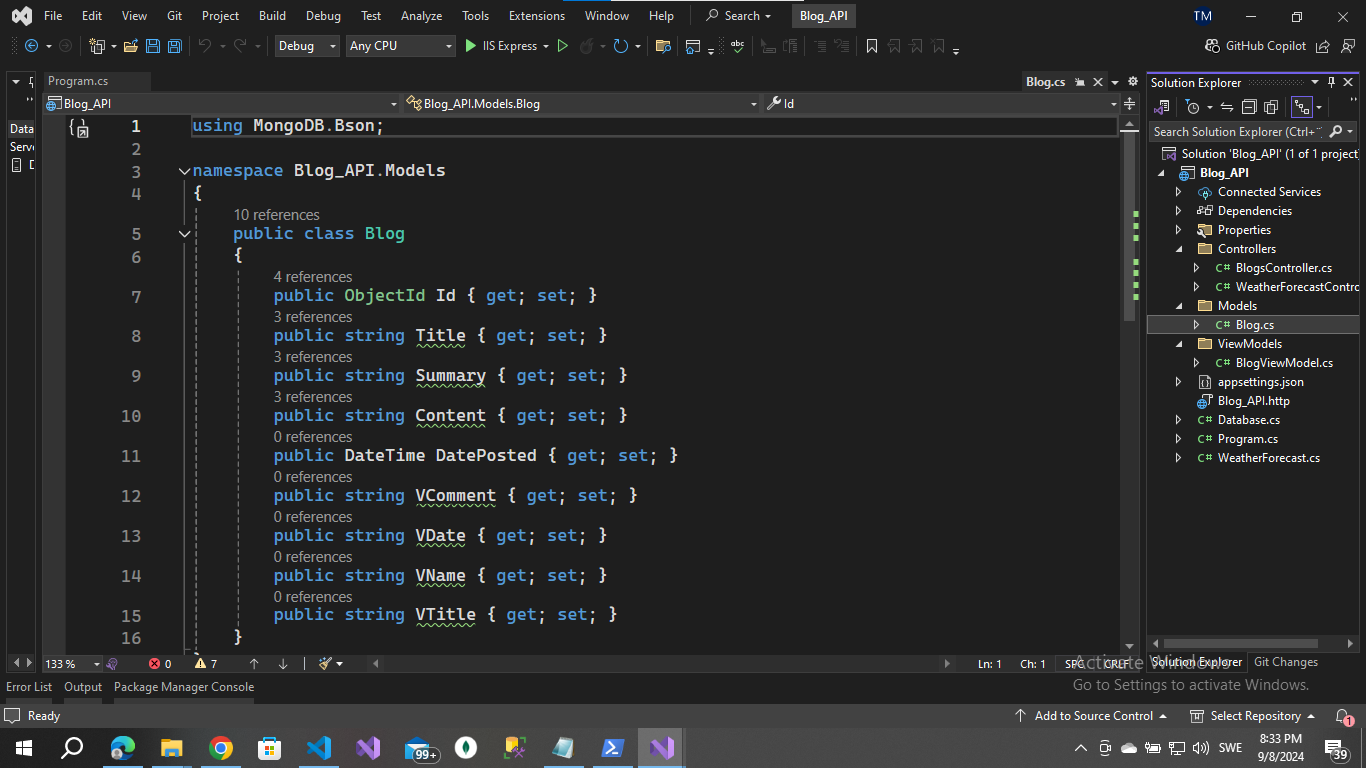 File Edit View Git Project Build Debug Test Analyze Tools Extensions Window Help Search Blog_API TM
Debug Any CPU IIS Express GitHub Copilot
Program.cs Blog.cs
Blog_API Blog_API.Models.Blog Id
1 using MongoDB.Bson;
2
3 namespace Blog_API.Models
4 {
10 references
5 public class Blog
6 {
4 references
7 public ObjectId Id { get; set; }
3 references
8 public string Title { get; set; }
3 references
9 public string Summary { get; set; }
3 references
10 public string Content { get; set; }
0 references
11 public DateTime DatePosted { get; set; }
0 references
12 public string VComment { get; set; }
0 references
13 public string VDate { get; set; }
0 references
14 public string VName { get; set; }
0 references
15 public string VTitle { get; set; }
16 }
Data
Serv
D
133 % 0 7 Ln: 1 Ch: 1 SPC CRLF
Solution Explorer
Search Solution Explorer (Ctrl+
Solution 'Blog_API' (1 of 1 project
Blog_API
Connected Services
Dependencies
Properties
Controllers
C# BlogsController.cs
C# WeatherForecastContro
Models
C# Blog.cs
ViewModels
C# BlogViewModel.cs
appsettings.json
Blog_API.http
C# Database.cs
C# Program.cs
C# WeatherForecast.cs
Solution Explorer Git Changes
Activate Windows
Go to Settings to activate Windows.
Error List Output Package Manager Console
Ready Add to Source Control Select Repository 1
99+ SWE 8:33 PM
9/8/2024 39